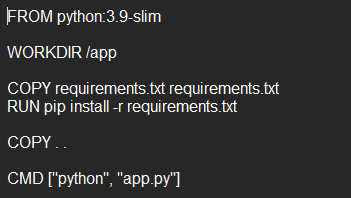 FROM python:3.9-slim
WORKDIR /app
COPY requirements.txt requirements.txt
RUN pip install -r requirements.txt
COPY . .
CMD ["python", "app.py"]